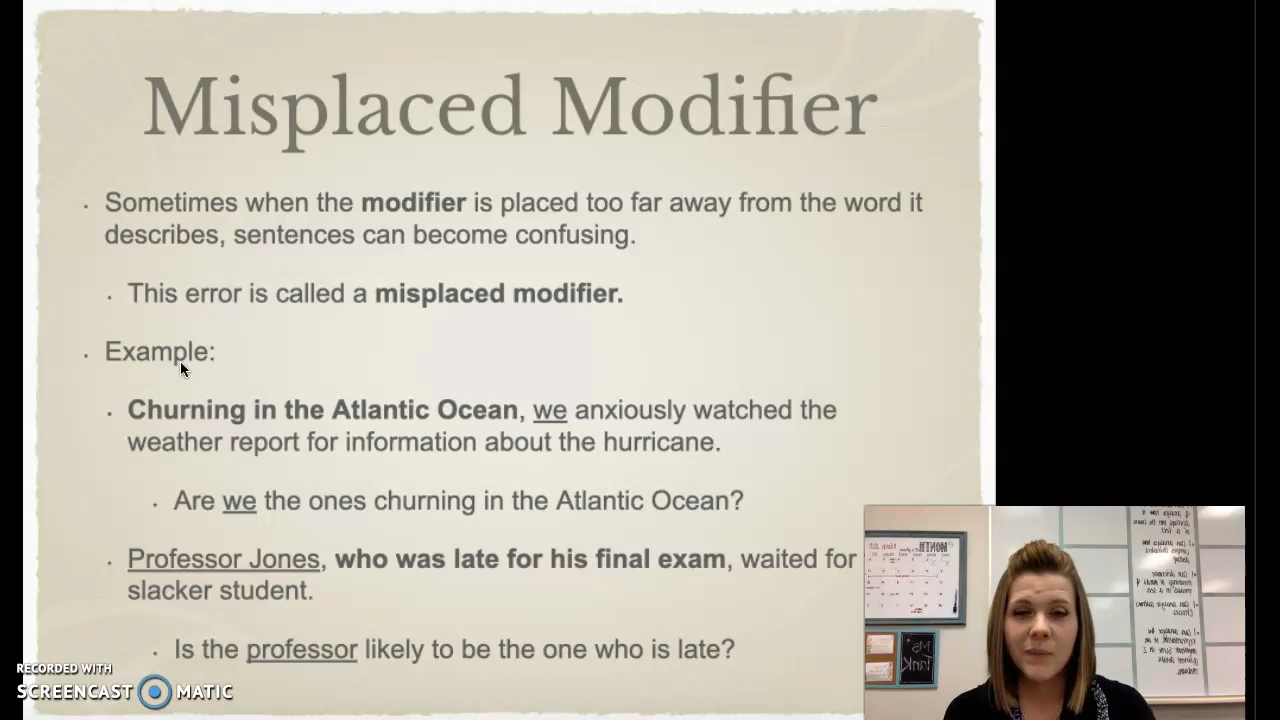 Misplaced Modifier
Sometimes when the modifier is placed too far away from the word it
describes, sentences can become confusing.
This error is called a misplaced modifier.
Example:
Churning in the Atlantic Ocean, we anxiously watched the
weather report for information about the hurricane.
Are we the ones churning in the Atlantic Ocean?
Professor Jones, who was late for his final exam, waited for
slacker student.
Is the professor likely to be the one who is late?
RECORDED WITH
SCREENCAST MATIC
MONTH